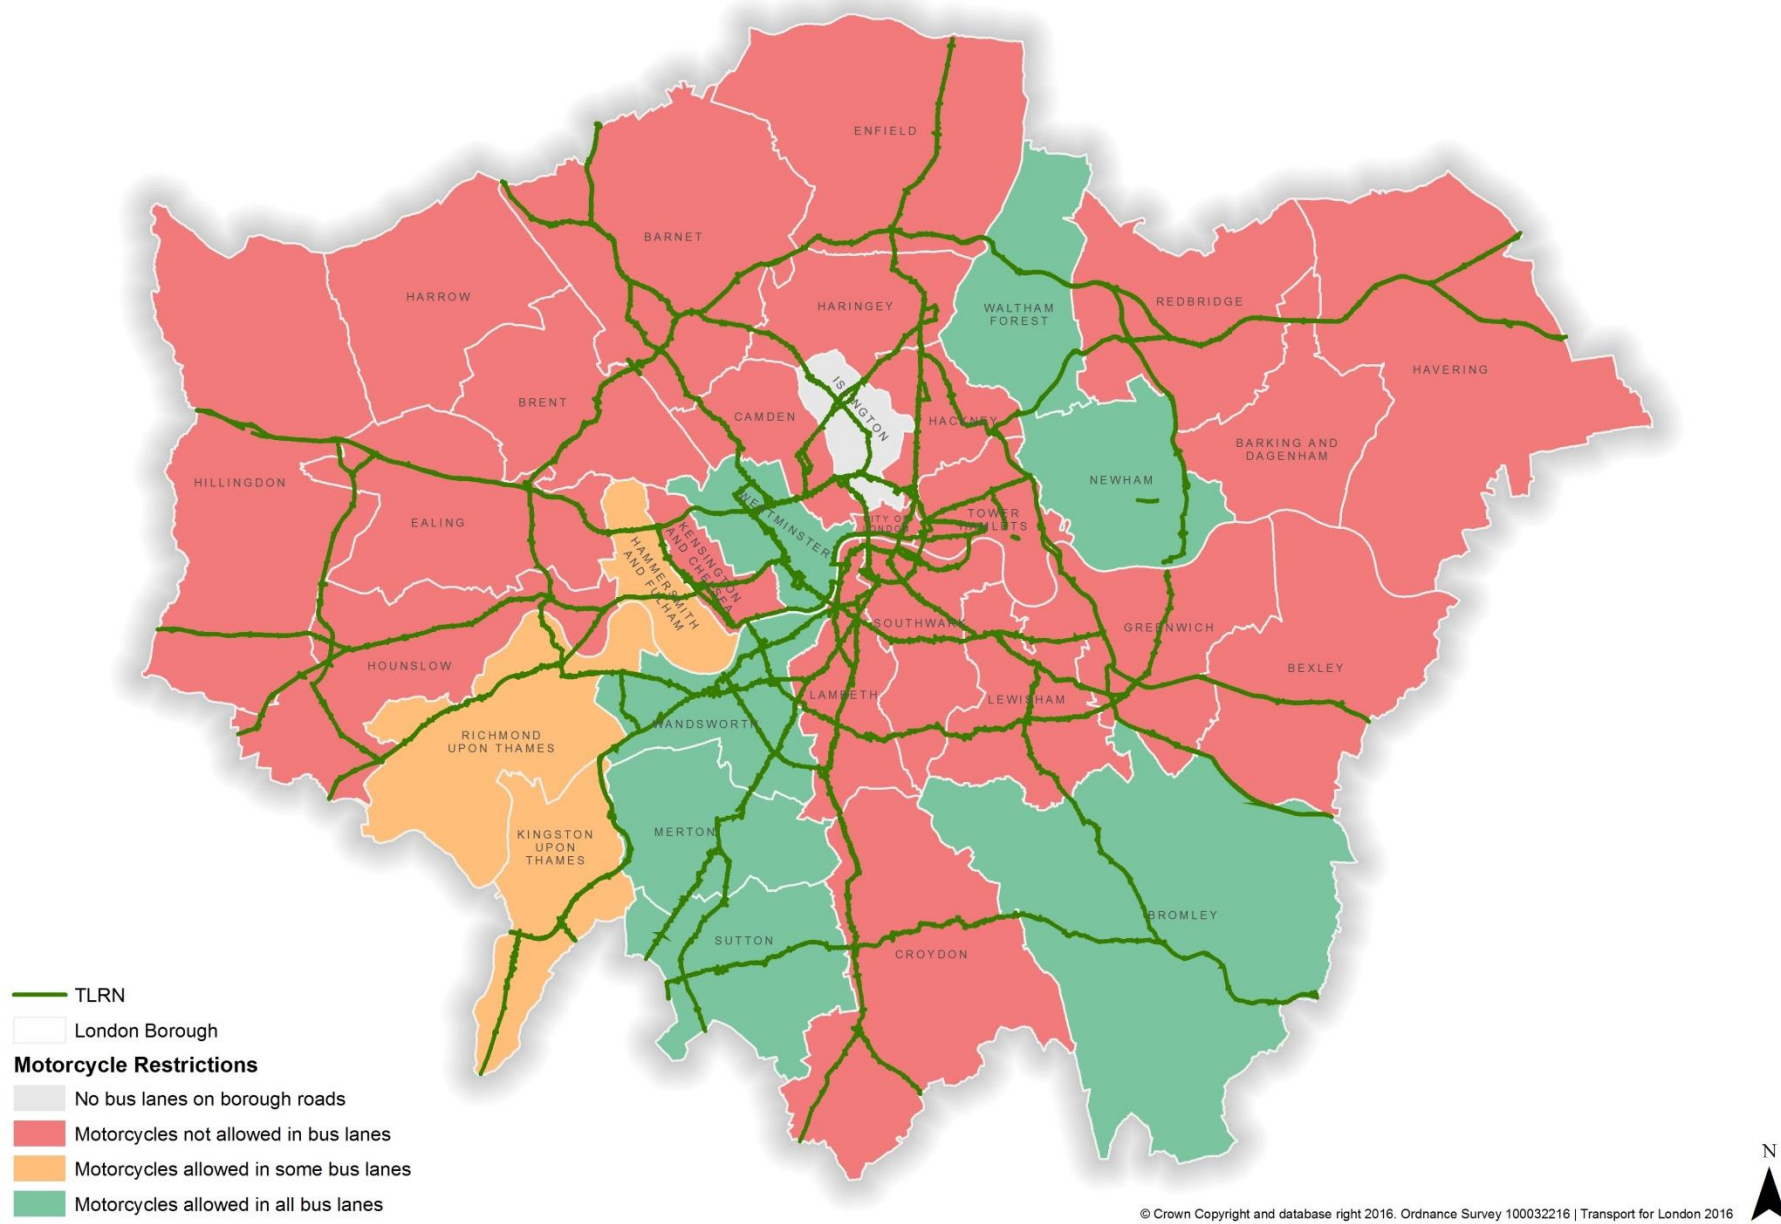 ENFIELD
BARNET
HARROW
HARINGEY
WALTHAM
FOREST
REDBRIDGE
HAVERING
BRENT
CAMDEN
ISLINGTON
HACKNEY
BARKING AND
DAGENHAM
HILLINGDON
EALING
NEWHAM
WESTMINSTER
CITY OF
LONDON
TOWER
HAMLETS
KENSINGTON
AND CHELSEA
HAMMERSMITH
AND FULHAM
HOUNSLOW
SOUTHWARK
GREENWICH
BEXLEY
LAMBETH
LEWISHAM
WANDSWORTH
RICHMOND
UPON THAMES
KINGSTON
UPON
THAMES
MERTON
SUTTON
CROYDON
BROMLEY
TLRN
London Borough
Motorcycle Restrictions
No bus lanes on borough roads
Motorcycles not allowed in bus lanes
Motorcycles allowed in some bus lanes
Motorcycles allowed in all bus lanes
N
© Crown Copyright and database right 2016. Ordnance Survey 100032216 | Transport for London 2016